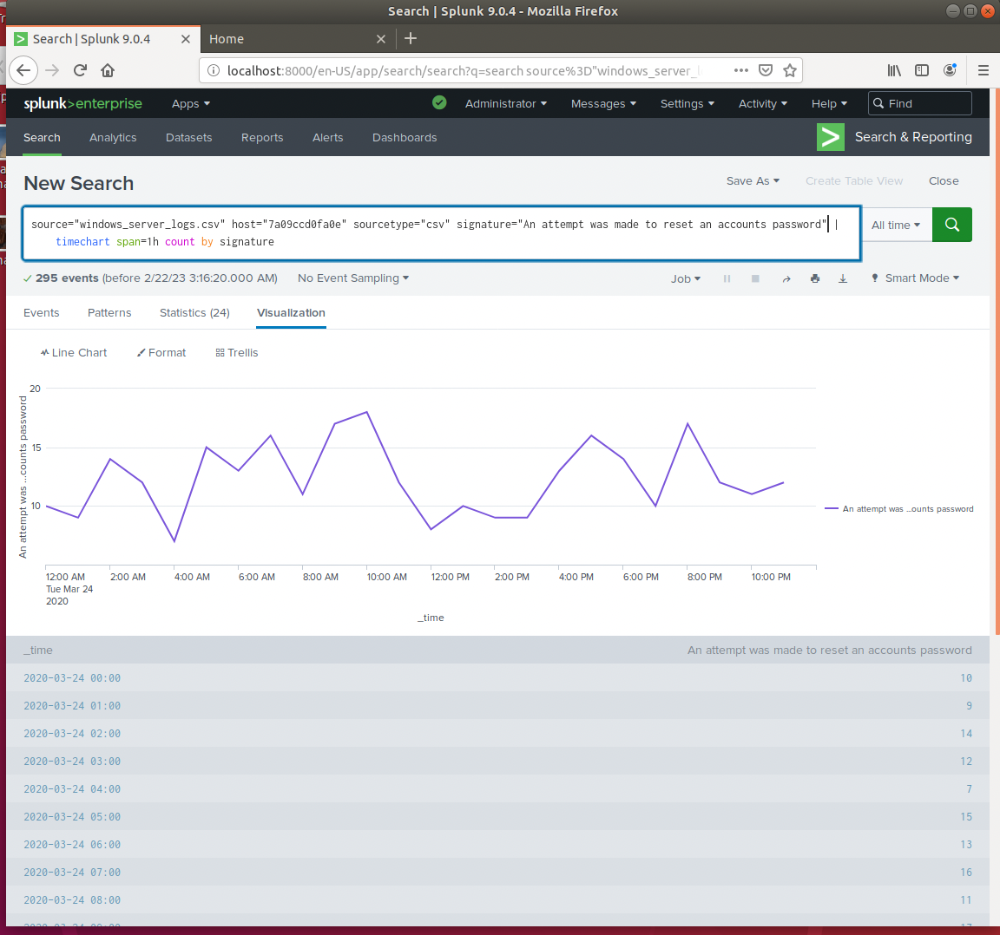 Search | Splunk 9.0.4 - Mozilla Firefox
Search | Splunk 9.0.4
Home
localhost:8000/en-US/app/search/search?q=search source%3D"windows_server_l
splunk>enterprise Apps Administrator Messages Settings Activity Help Find
Search Analytics Datasets Reports Alerts Dashboards Search & Reporting
New Search
Save As Create Table View Close
source="windows_server_logs.csv" host="7a09ccd0fa0e" sourcetype="csv" signature="An attempt was made to reset an accounts password" |
timechart span=1h count by signature
All time
295 events (before 2/22/23 3:16:20.000 AM) No Event Sampling Job Smart Mode
Events Patterns Statistics (24) Visualization
Line Chart Format Trellis
An attempt was ...counts password
20
15
10
An attempt was ...ounts password
12:00 AM 2:00 AM 4:00 AM 6:00 AM 8:00 AM 10:00 AM 12:00 PM 2:00 PM 4:00 PM 6:00 PM 8:00 PM 10:00 PM
Tue Mar 24
2020
_time
_time An attempt was made to reset an accounts password
2020-03-24 00:00 10
2020-03-24 01:00 9
2020-03-24 02:00 14
2020-03-24 03:00 12
2020-03-24 04:00 7
2020-03-24 05:00 15
2020-03-24 06:00 13
2020-03-24 07:00 16
2020-03-24 08:00 11